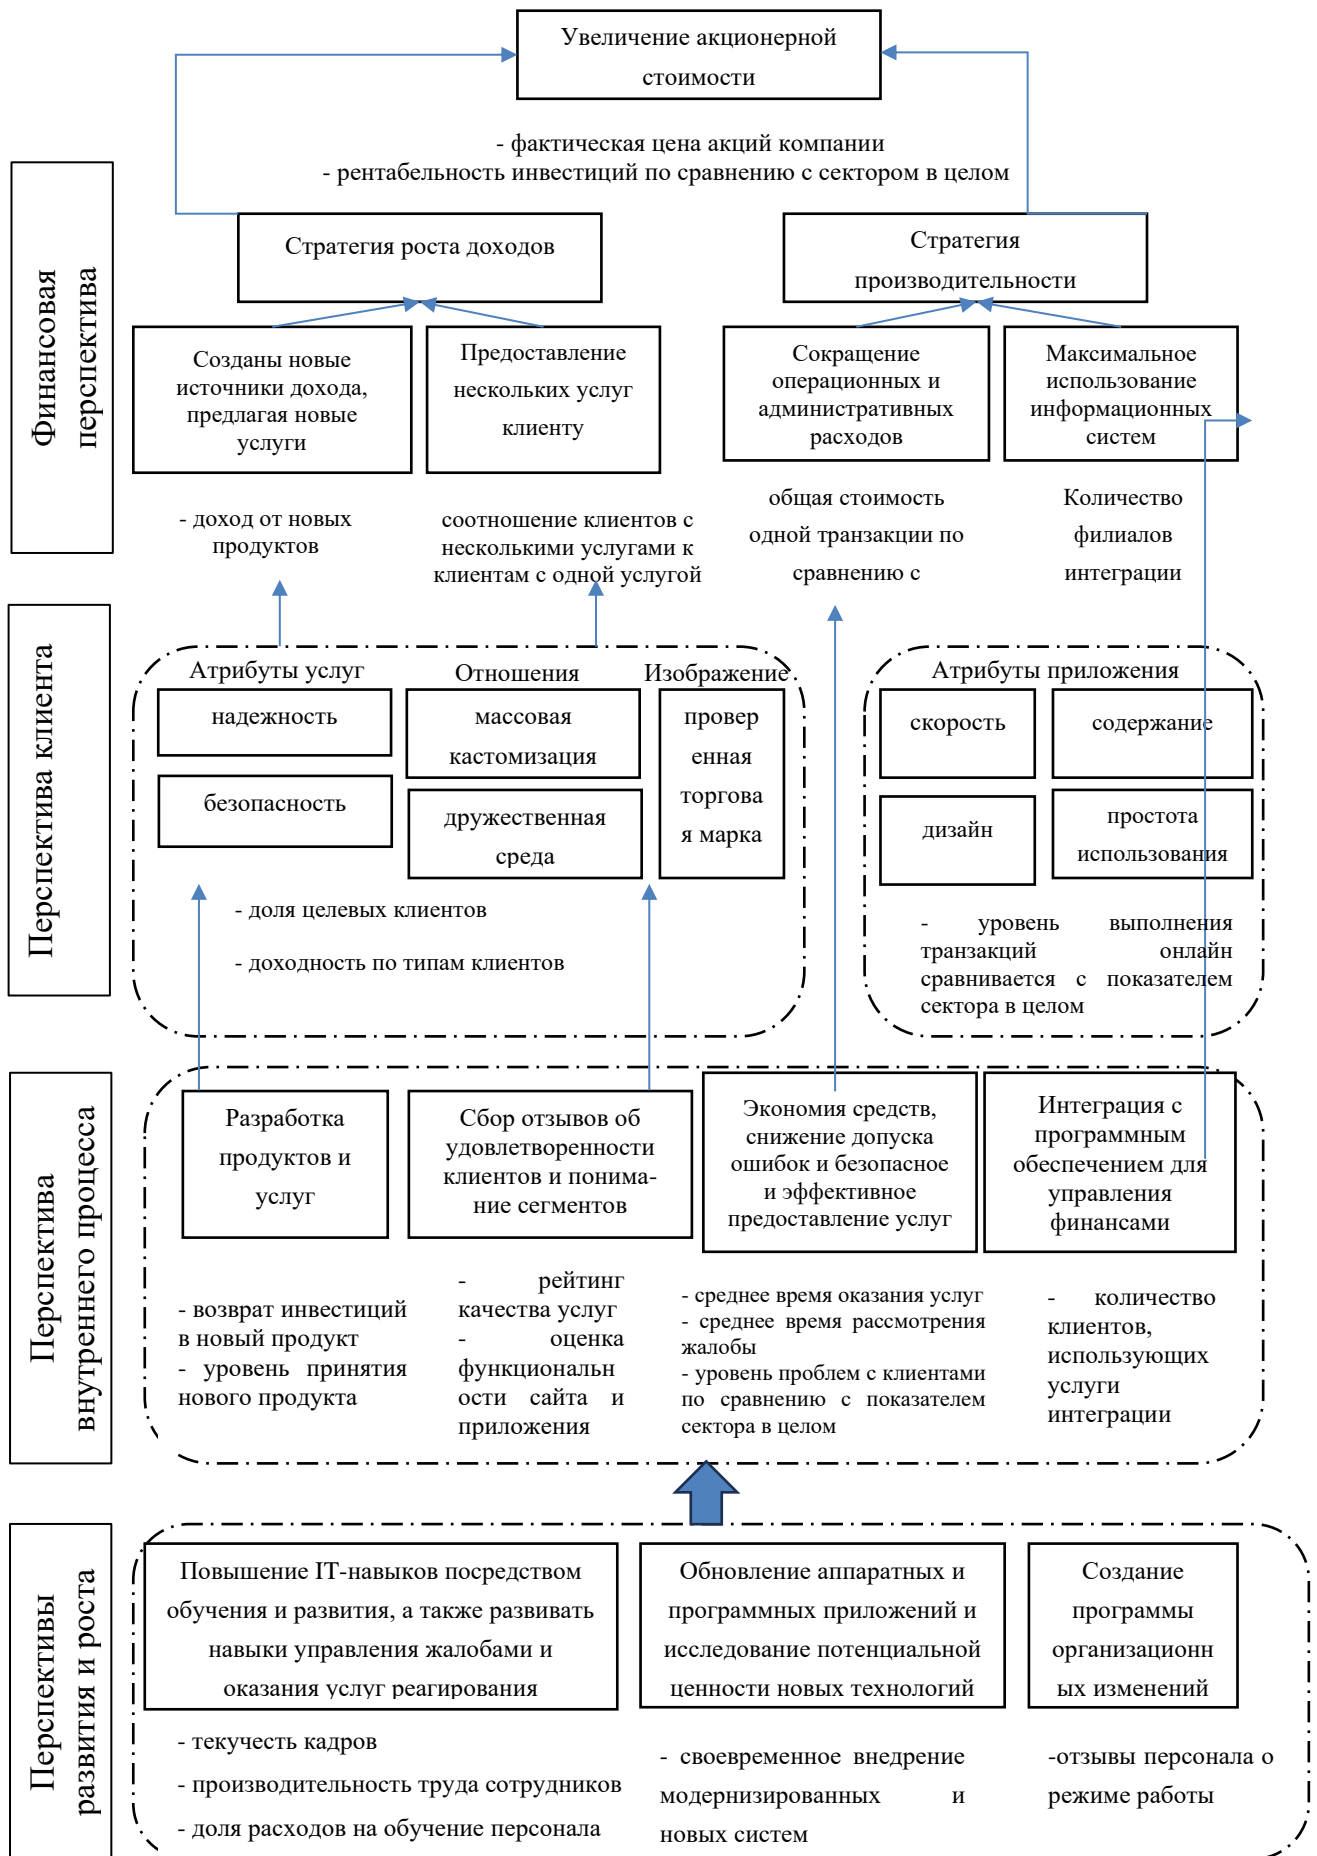 Увеличение акционерной
стоимости
- фактическая цена акций компании
- рентабельность инвестиций по сравнению с сектором в целом
Финансовая
перспектива
Стратегия роста доходов
Стратегия
производительности
Созданы новые
источники дохода,
предлагая новые
услуги
Предоставление
нескольких услуг
клиенту
Сокращение
операционных и
административных
расходов
Максимальное
использование
информационных
систем
- доход от новых
продуктов
соотношение клиентов с
несколькими услугами к
клиентам с одной услугой
общая стоимость
одной транзакции по
сравнению с
Количество
филиалов
интеграции
Перспектива клиента
Атрибуты услуг
надежность
безопасность
Отношения
массовая
кастомизация
дружественная
среда
Изображение
провер
енная
торгова
я марка
- доля целевых клиентов
- доходность по типам клиентов
Атрибуты приложения
скорость
содержание
дизайн
простота
использования
- уровень выполнения
транзакций онлайн
сравнивается с показателем
сектора в целом
Перспектива
внутреннего процесса
Разработка
продуктов и
услуг
Сбор отзывов об
удовлетворенности
клиентов и понима-
ние сегментов
Экономия средств,
снижение допуска
ошибок и безопасное
и эффективное
предоставление услуг
Интеграция с
программным
обеспечением для
управления
финансами
- возврат инвестиций
в новый продукт
- уровень принятия
нового продукта
- рейтинг
качества услуг
- оценка
функциональн
ости сайта и
приложения
- среднее время оказания услуг
- среднее время рассмотрения
жалобы
- уровень проблем с клиентами
по сравнению с показателем
сектора в целом
- количество
клиентов,
использующих
услуги
интеграции
Перспективы
развития и роста
Повышение IT-навыков посредством
обучения и развития, а также развивать
навыки управления жалобами и
оказания услуг реагирования
Обновление аппаратных и
программных приложений и
исследование потенциальной
ценности новых технологий
Создание
программы
организационн
ых изменений
- текучесть кадров
- производительность труда сотрудников
- доля расходов на обучение персонала
- своевременное внедрение
модернизированных и
новых систем
-отзывы персонала о
режиме работы